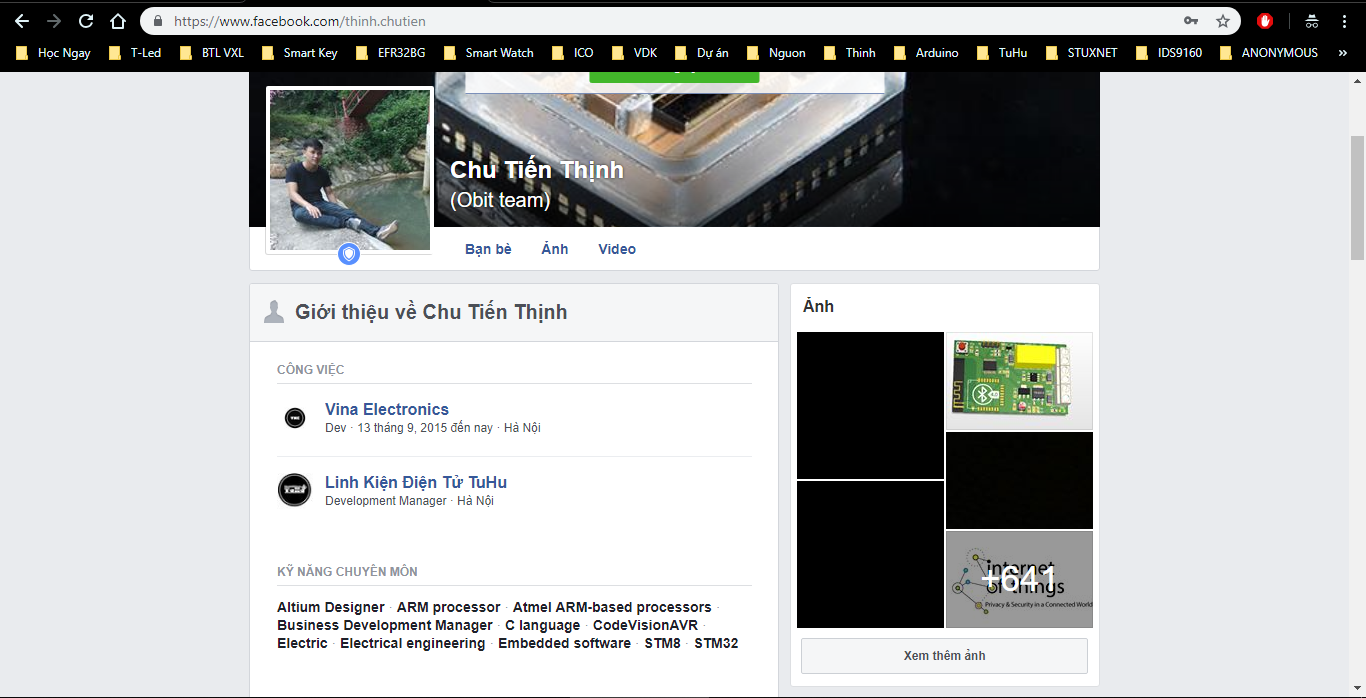 https://www.facebook.com/thinh.chutien
Học Ngay T-Led BTL VXL Smart Key EFR32BG Smart Watch ICO VDK Dự án Nguon Thinh Arduino TuHu STUXNET IDS9160 ANONYMOUS »
Chu Tiến Thịnh
(Obit team)
Bạn bè Ảnh Video
Giới thiệu về Chu Tiến Thịnh
CÔNG VIỆC
Vina Electronics
Dev · 13 tháng 9, 2015 đến nay · Hà Nội
Linh Kiện Điện Tử TuHu
Development Manager · Hà Nội
KỸ NĂNG CHUYÊN MÔN
Altium Designer · ARM processor · Atmel ARM-based processors ·
Business Development Manager · C language · CodeVisionAVR ·
Electric · Electrical engineering · Embedded software · STM8 · STM32
Ảnh
internet
+641
of things
Privacy & Security in a Connected World
Xem thêm ảnh